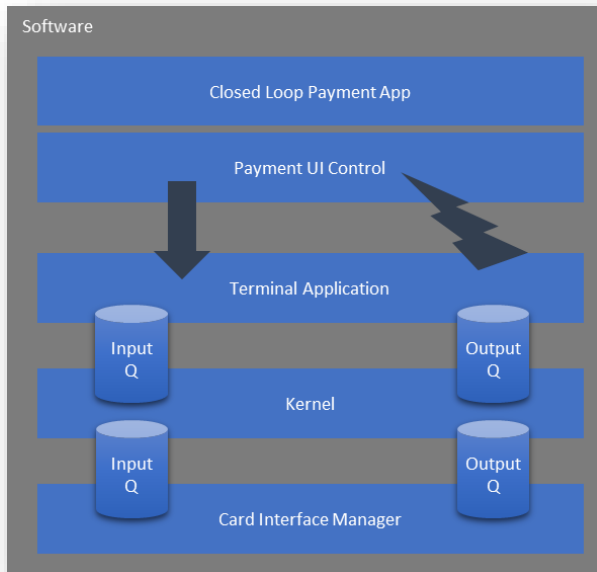 Software
Closed Loop Payment App
Payment UI Control
Terminal Application
Input
Q
Output
Q
Kernel
Input
Q
Output
Q
Card Interface Manager